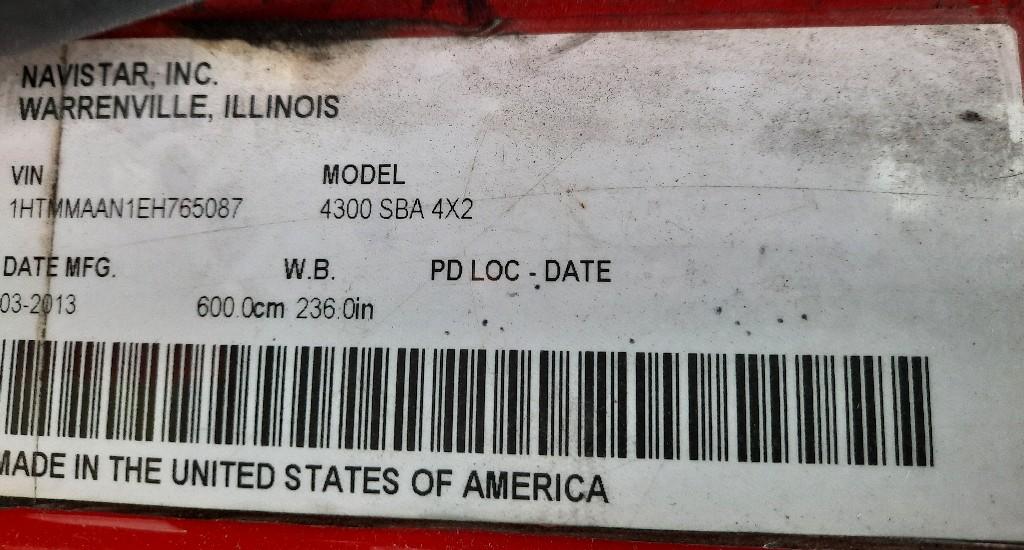 NAVISTAR, INC.
WARRENVILLE, ILLINOIS
VIN MODEL
1HTMMAAN1EH765087 4300 SBA 4X2
DATE MFG. W.B. PD LOC - DATE
03-2013 600.0cm 236.0in
MADE IN THE UNITED STATES OF AMERICA